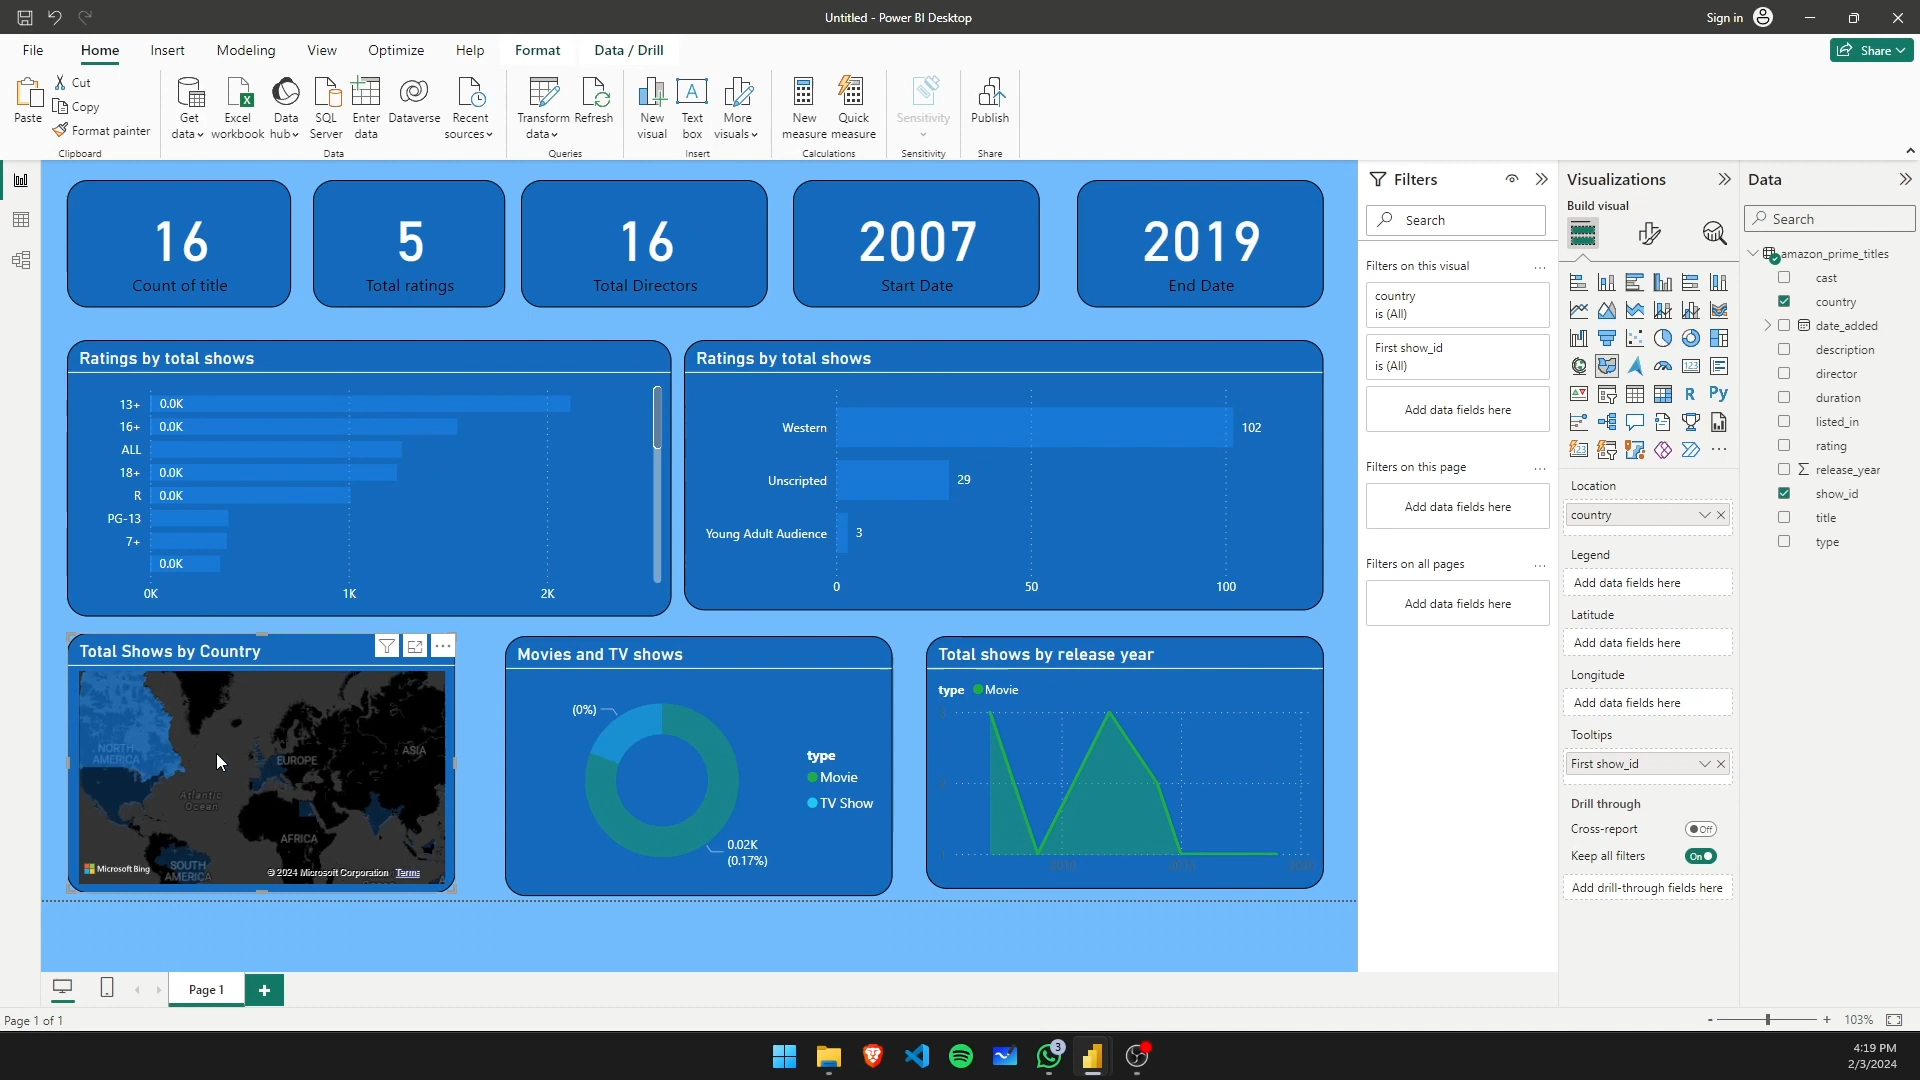 Untitled - Power BI Desktop
Sign in
File Home Insert Modeling View Optimize Help Format Data / Drill
Share
Paste
Cut
Copy
Format painter
Clipboard
Get data
Excel workbook
Data hub
SQL Server
Enter data
Dataverse
Recent sources
Data
Transform data
Refresh
Queries
New visual
Text box
More visuals
Insert
New measure
Quick measure
Calculations
Sensitivity
Sensitivity
Publish
Share
16
Count of title
5
Total ratings
16
Total Directors
2007
Start Date
2019
End Date
Ratings by total shows
13+ 0.0K
16+ 0.0K
ALL
18+ 0.0K
R 0.0K
PG-13
7+
0.0K
0K 1K 2K
Ratings by total shows
Western 102
Unscripted 29
Young Adult Audience 3
0 50 100
Total Shows by Country
NORTH AMERICA
EUROPE
ASIA
Atlantic Ocean
AFRICA
SOUTH AMERICA
Microsoft Bing
© 2024 Microsoft Corporation Terms
Movies and TV shows
(0%)
0.02K
(0.17%)
type
Movie
TV Show
Total shows by release year
type Movie
2010
2020
Filters
Search
Filters on this visual
country
is (All)
First show_id
is (All)
Add data fields here
Filters on this page
Add data fields here
Filters on all pages
Add data fields here
Visualizations
Build visual
123
R
Py
Location
country
Legend
Add data fields here
Latitude
Add data fields here
Longitude
Add data fields here
Tooltips
First show_id
Drill through
Cross-report Off
Keep all filters On
Add drill-through fields here
Data
Search
amazon_prime_titles
cast
country
date_added
description
director
duration
listed_in
rating
release_year
show_id
title
type
Page 1
Page 1 of 1
103%
3
4:19 PM
2/3/2024